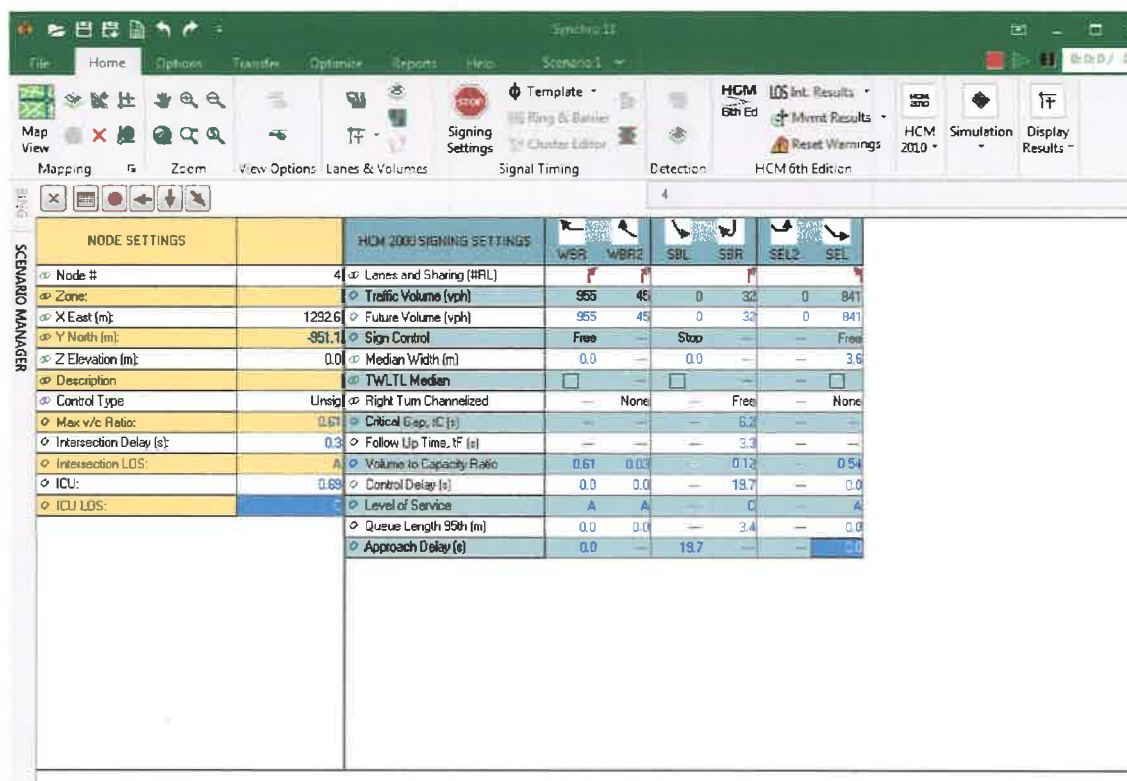 Synchro 11
File Home Options Transfer Optimize Reports Help Scenario 1
Map View
Signing Settings
Template
Ring & Barrier
Cluster Editor
HCM 6th Ed
LOS Int. Results
Mvmt Results
Reset Warnings
HCM 2010
Simulation
Display Results
Mapping Zoom View Options Lanes & Volumes Signal Timing Detection HCM 6th Edition
4
SCENARIO MANAGER
NODE SETTINGS HCM 2000 SIGNING SETTINGS WBR WBR2 SBL SBR SEL2 SEL
Node # 4 Lanes and Sharing (#RL)
Zone: Traffic Volume (vph) 955 45 0 32 0 841
X East (m): 1292.6 Future Volume (vph) 955 45 0 32 0 841
Y North (m): -951.1 Sign Control Free — Stop — — Free
Z Elevation (m): 0.0 Median Width (m) 0.0 — 0.0 — — 3.6
Description TWLTL Median — — —
Control Type Unsig Right Turn Channelized — None — Free — None
Max v/c Ratio: 0.61 Critical Gap, tC (s) — — — 6.2 — —
Intersection Delay (s): 0.3 Follow Up Time, tF (s) — — — 3.3 — —
Intersection LOS: A Volume to Capacity Ratio 0.61 0.03 — 0.12 — 0.54
ICU: 0.69 Control Delay (s) 0.0 0.0 — 19.7 — 0.0
ICU LOS: C Level of Service A A — C — A
Queue Length 95th (m) 0.0 0.0 — 3.4 — 0.0
Approach Delay (s) 0.0 — 19.7 — — 0.0